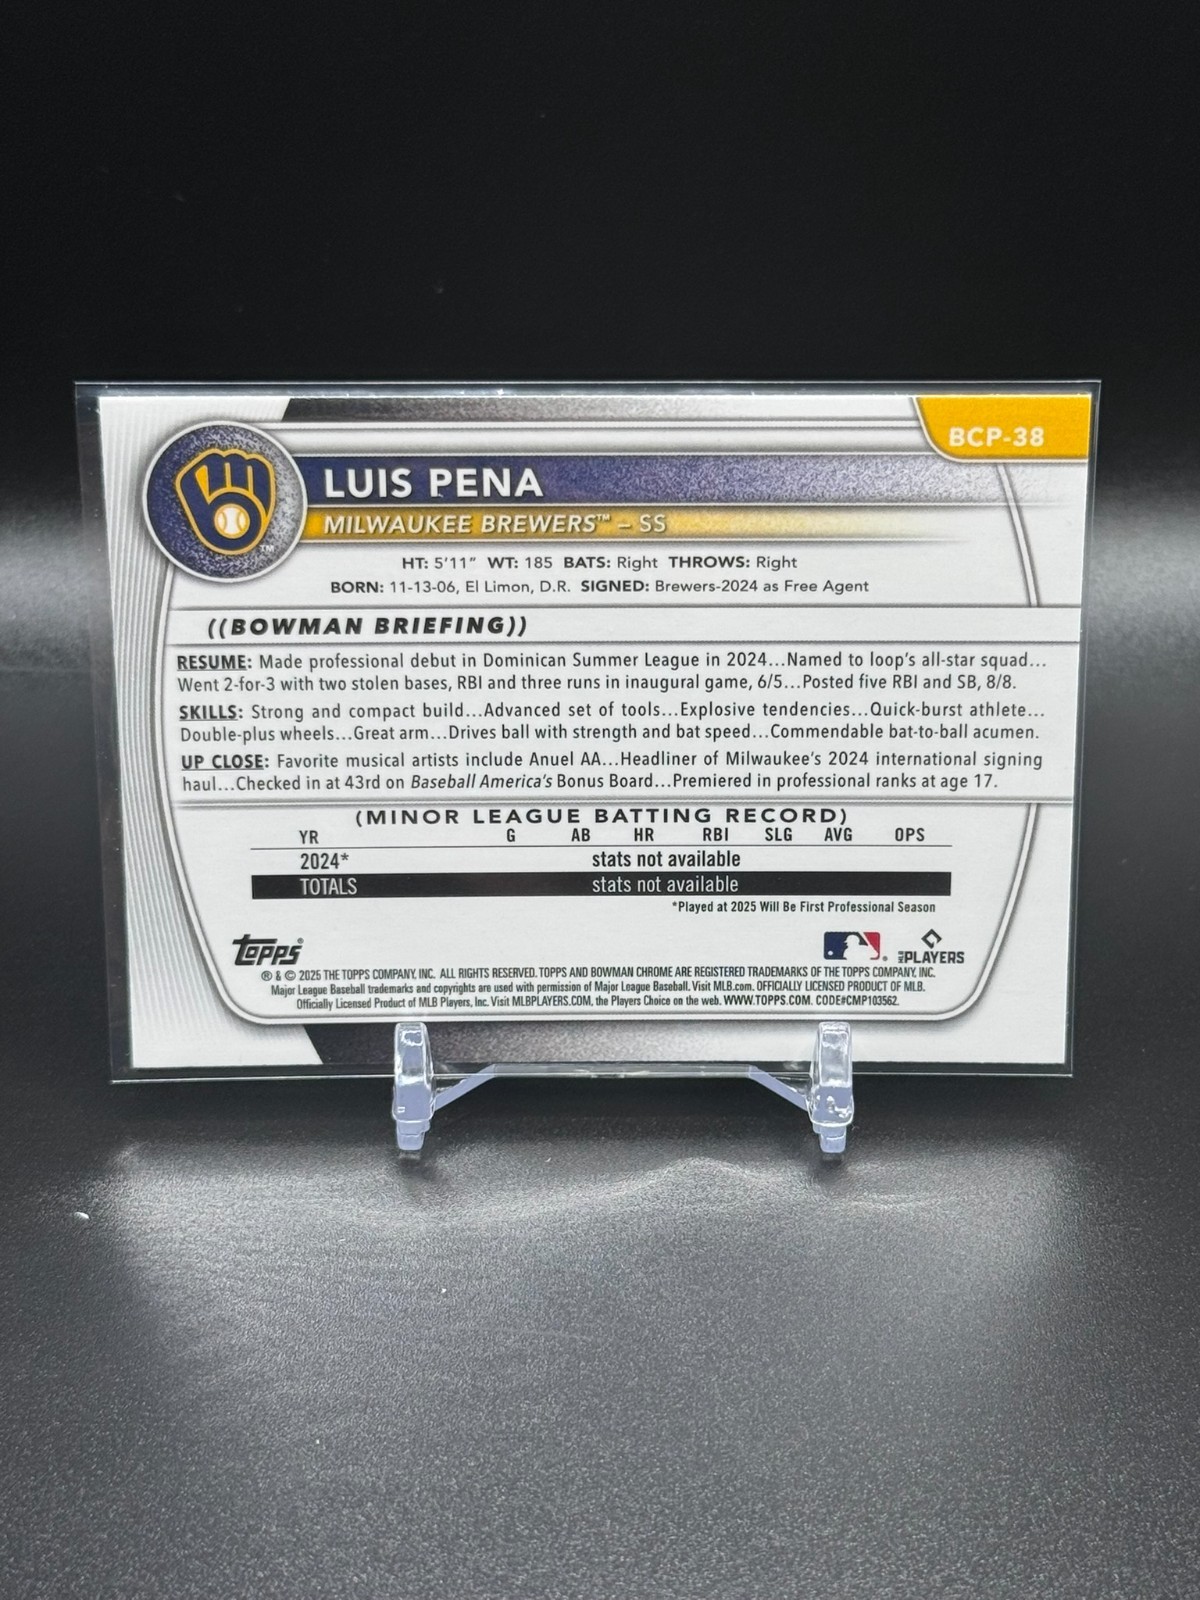 BCP-38
LUIS PENA
MILWAUKEE BREWERS™ – SS
HT: 5'11" WT: 185 BATS: Right THROWS: Right
BORN: 11-13-06, El Limon, D.R. SIGNED: Brewers-2024 as Free Agent
((BOWMAN BRIEFING))
RESUME: Made professional debut in Dominican Summer League in 2024...Named to loop's all-star squad...
Went 2-for-3 with two stolen bases, RBI and three runs in inaugural game, 6/5...Posted five RBI and SB, 8/8.
SKILLS: Strong and compact build...Advanced set of tools...Explosive tendencies...Quick-burst athlete...
Double-plus wheels...Great arm...Drives ball with strength and bat speed...Commendable bat-to-ball acumen.
UP CLOSE: Favorite musical artists include Anuel AA...Headliner of Milwaukee's 2024 international signing
haul...Checked in at 43rd on Baseball America's Bonus Board...Premiered in professional ranks at age 17.
(MINOR LEAGUE BATTING RECORD)
YR G AB HR RBI SLG AVG OPS
2024* stats not available
TOTALS stats not available
*Played at 2025 Will Be First Professional Season
Topps® MLB PLAYERS
® & © 2025 THE TOPPS COMPANY, INC. ALL RIGHTS RESERVED. TOPPS AND BOWMAN CHROME ARE REGISTERED TRADEMARKS OF THE TOPPS COMPANY, INC.
Major League Baseball trademarks and copyrights are used with permission of Major League Baseball. Visit MLB.com. OFFICIALLY LICENSED PRODUCT OF MLB.
Officially Licensed Product of MLB Players, Inc. Visit MLBPLAYERS.COM, the Players Choice on the web. WWW.TOPPS.COM. CODE#CMP103562.